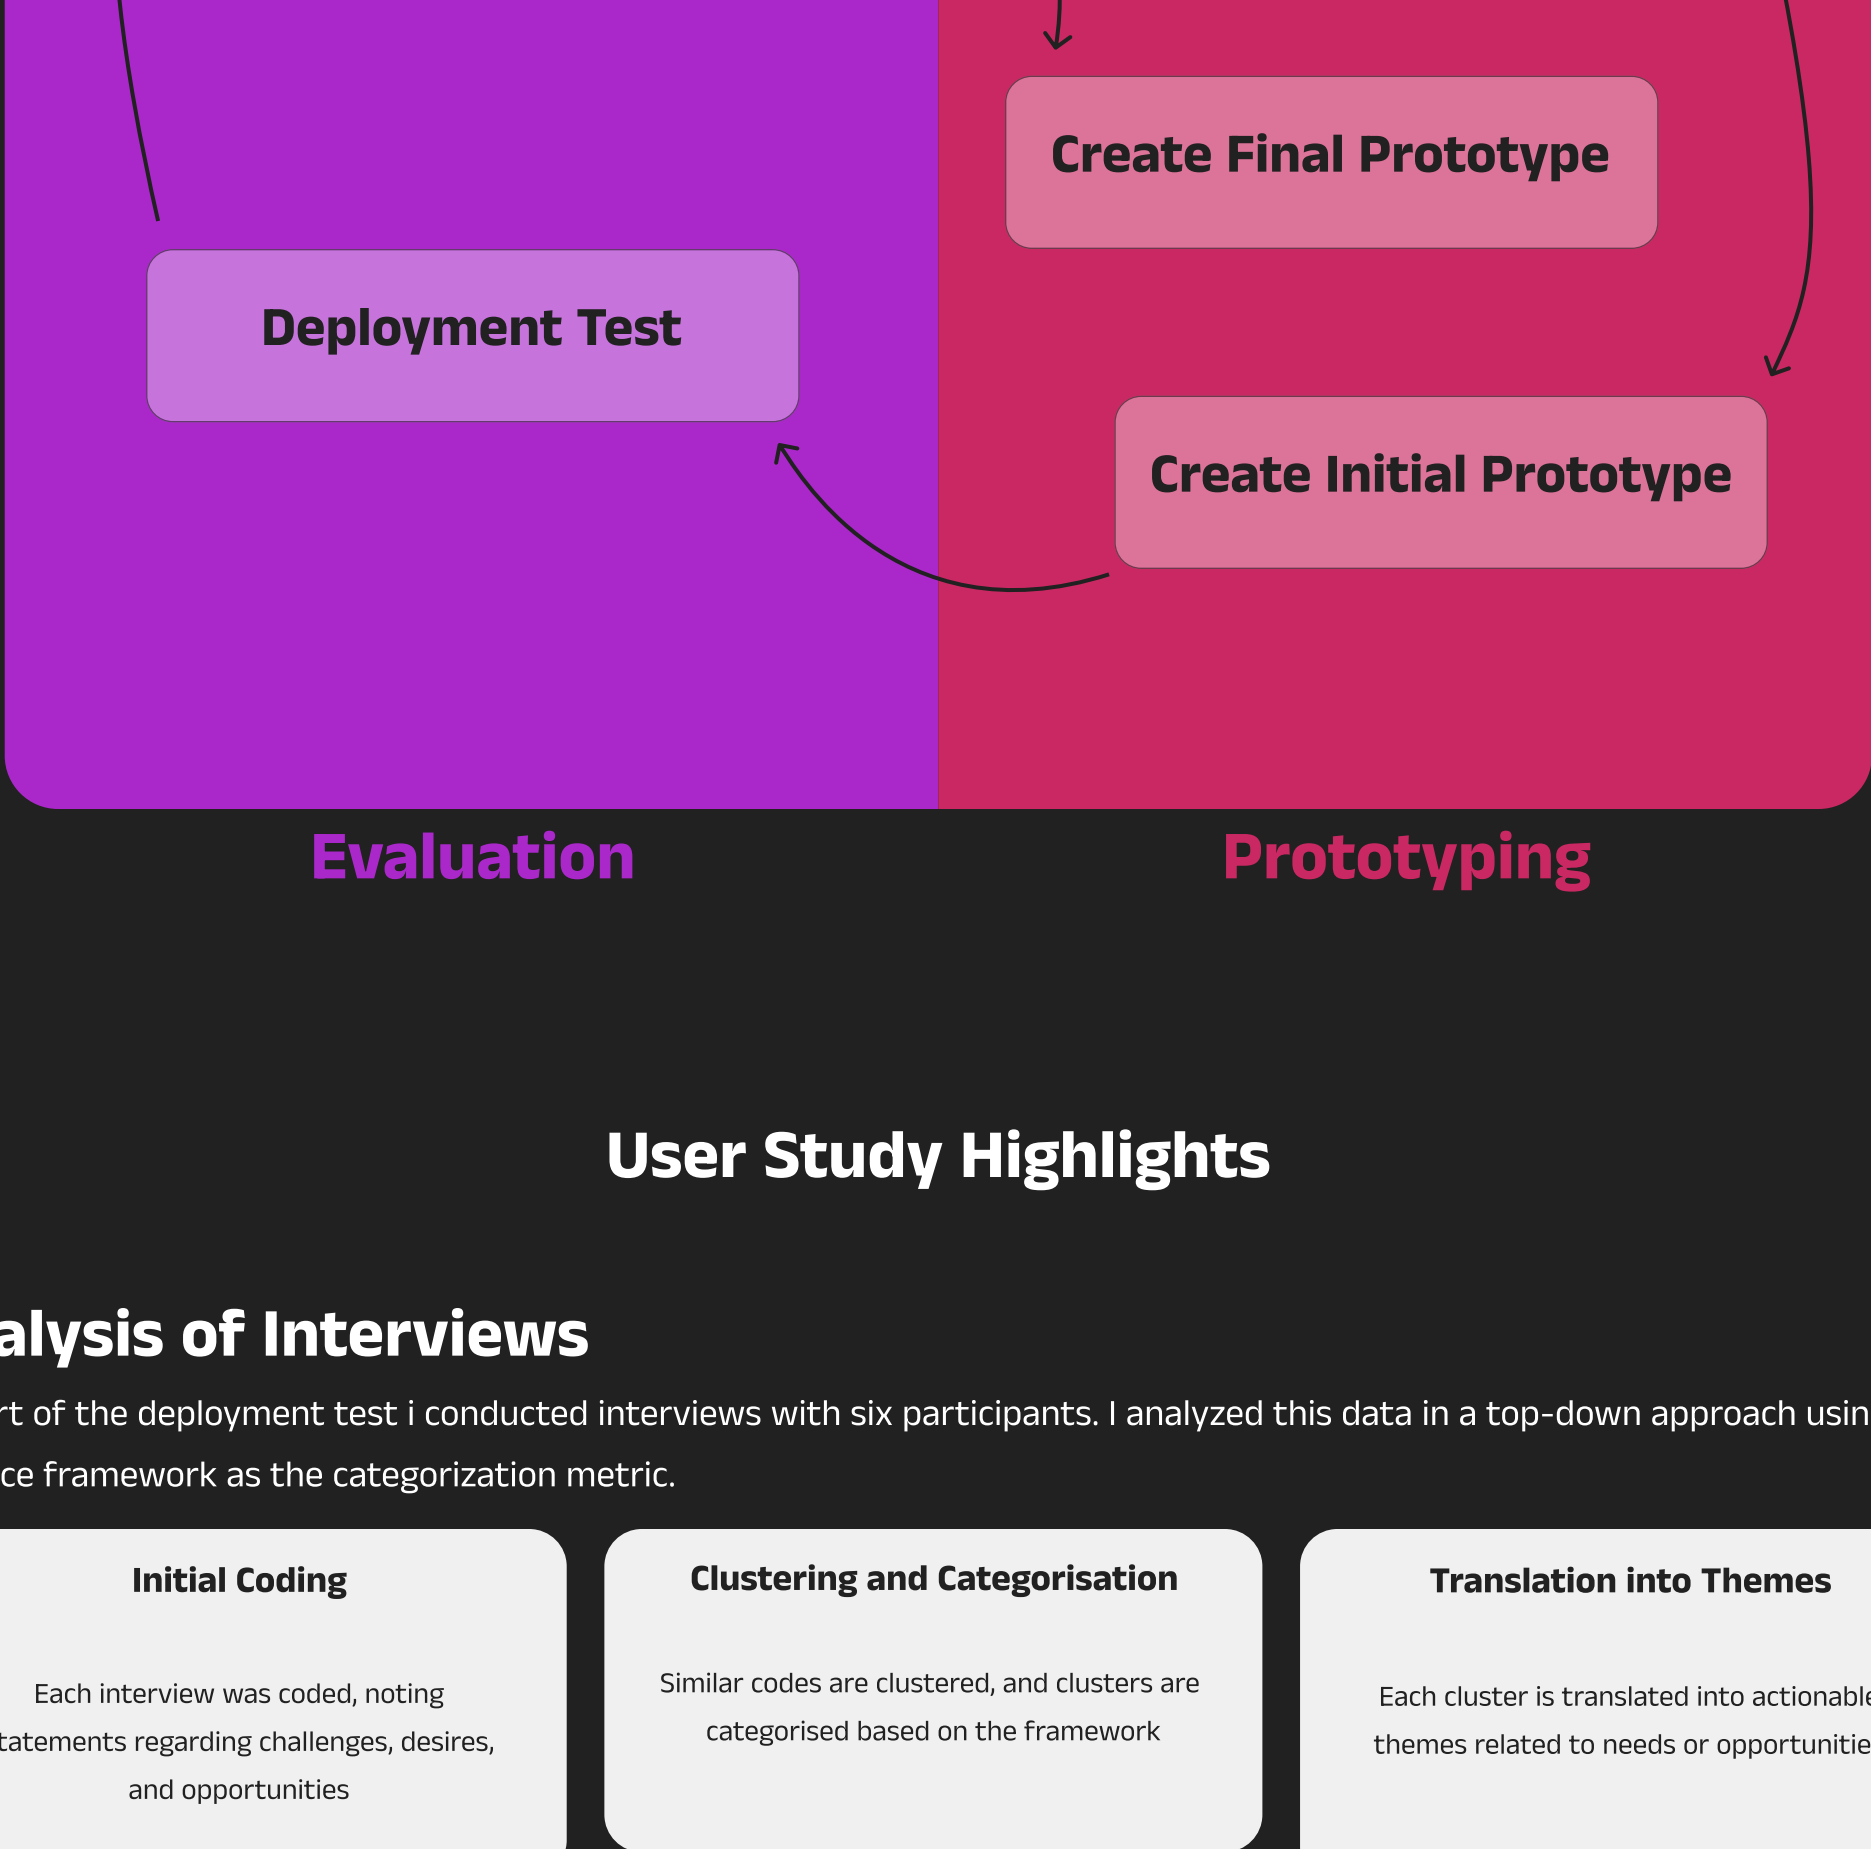 Create Final Prototype
Deployment Test
Create Initial Prototype
Evaluation
Prototyping
User Study Highlights
alysis of Interviews
rt of the deployment test i conducted interviews with six participants. I analyzed this data in a top-down approach usin
ce framework as the categorization metric.
Initial Coding
Each interview was coded, noting
tatements regarding challenges, desires,
and opportunities
Clustering and Categorisation
Similar codes are clustered, and clusters are
categorised based on the framework
Translation into Themes
Each cluster is translated into actionable
themes related to needs or opportunitie